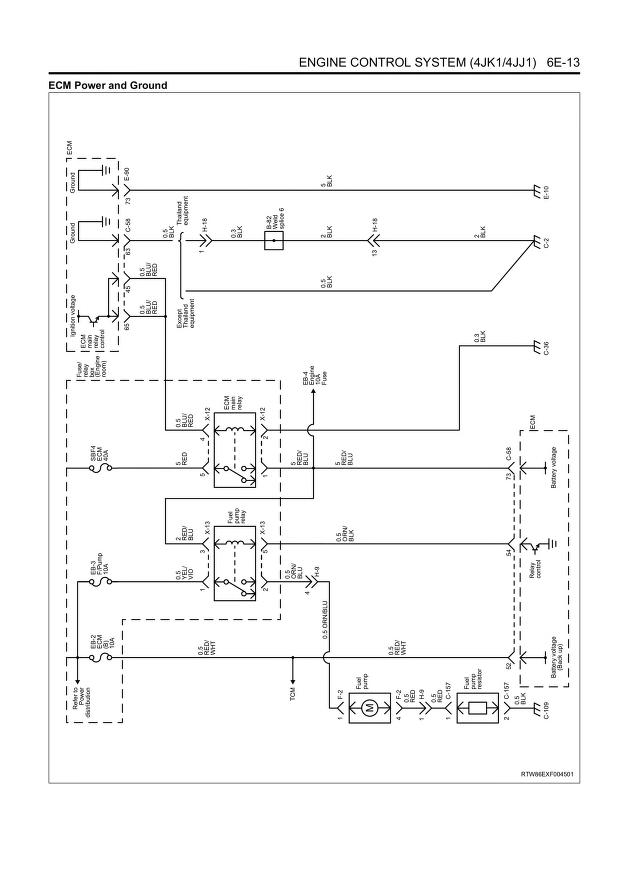 ENGINE CONTROL SYSTEM (4JK1/4JJ1) 6E-13
ECM Power and Ground
ECM
Ground
Ground
Ignition voltage
ECM
main
relay
control
73
E-90
63
C-58
45
65
5
BLK
E-10
0.5
BLK
Thailand
equipment
1
H-18
0.3
BLK
B-82
Weld
splice 6
2
BLK
13
H-18
2
BLK
C-2
0.5
BLU/
RED
0.5
BLU/
RED
Except
Thailand
equipment
0.5
BLK
Fuse/
relay
box
(Engine
room)
0.3
BLK
C-36
EB-4
Engine
10A
Fuse
SBF4
ECM
40A
0.5
BLU/
RED
4
X-12
ECM
main
relay
2
X-12
5
RED
5
1
5
RED/
BLU
5
RED/
BLU
73
C-58
ECM
Battery voltage
2
RED/
BLU
3
X-13
Fuel
pump
relay
5
X-13
0.5
ORN/
BLK
54
Relay
control
EB-3
F/Pump
10A
0.5
YEL/
VIO
1
2
0.5
ORN/
BLU
4
H-9
0.5 ORN/BLU
EB-2
ECM
(B)
10A
0.5
RED/
WHT
0.5
RED/
WHT
52
Battery voltage
(Back up)
Refer to
Power
distribution
TCM
1
F-2
Fuel
pump
M
4
F-2
0.5
RED
1
H-9
0.5
RED
1
C-157
Fuel
pump
resistor
2
C-157
0.5
BLK
C-109
RTW86EXF004501